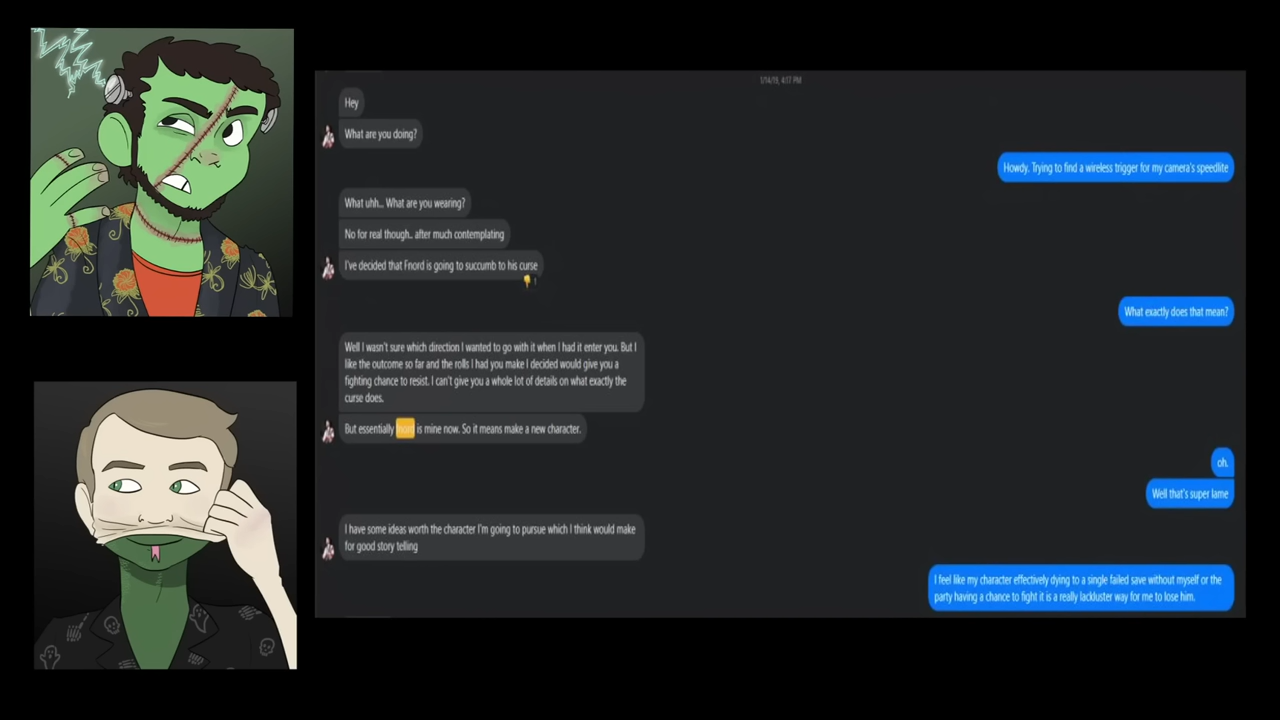 1/14/19, 4:17 PM
Hey
What are you doing?
Howdy. Trying to find a wireless trigger for my camera's speedlite
What uhh... What are you wearing?
No for real though.. after much contemplating
I've decided that Fnord is going to succumb to his curse
1
What exactly does that mean?
Well I wasn't sure which direction I wanted to go with it when I had it enter you. But I
like the outcome so far and the rolls I had you make I decided would give you a
fighting chance to resist. I can't give you a whole lot of details on what exactly the
curse does.
But essentially is mine now. So it means make a new character.
oh.
Well that's super lame
I have some ideas worth the character I'm going to pursue which I think would make
for good story telling
I feel like my character effectively dying to a single failed save without myself or the
party having a chance to fight it is a really lackluster way for me to lose him.